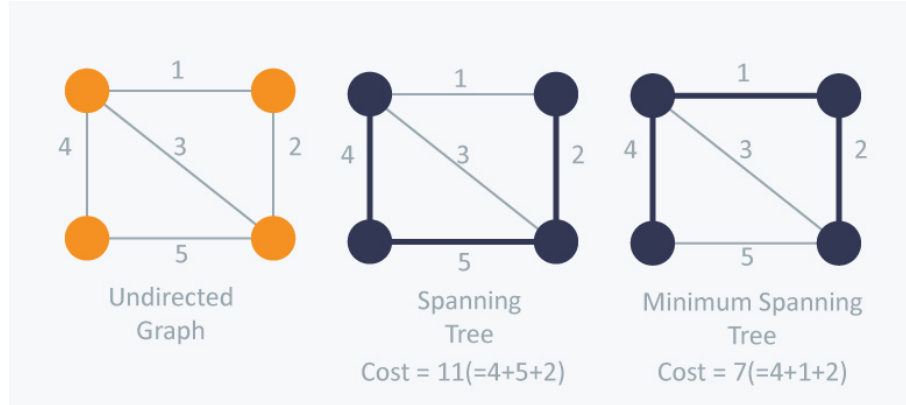 1
4
3
2
5
Undirected
Graph
1
4
3
2
5
Spanning
Tree
Cost = 11(=4+5+2)
1
4
3
2
5
Minimum Spanning
Tree
Cost = 7(=4+1+2)